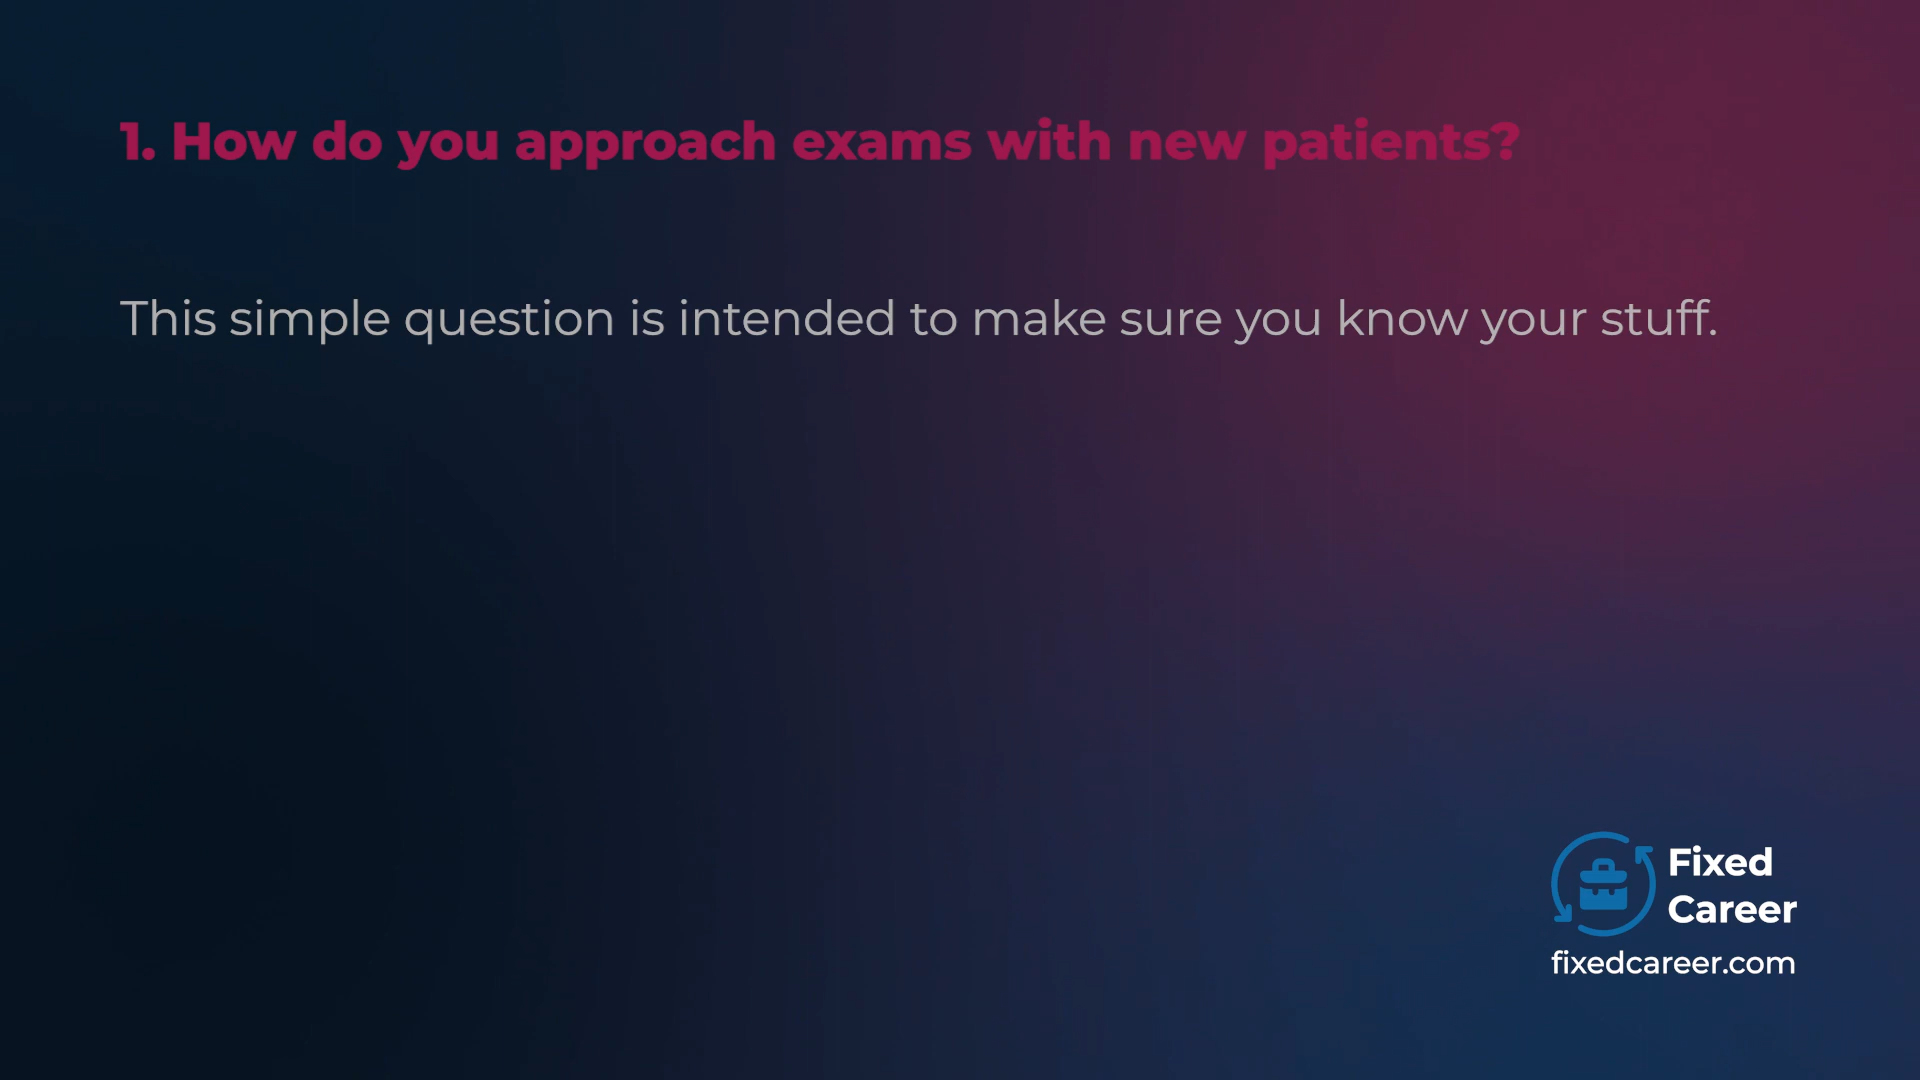 1. How do you approach exams with new patients?
This simple question is intended to make sure you know your stuff.
Fixed
Career
fixedcareer.com